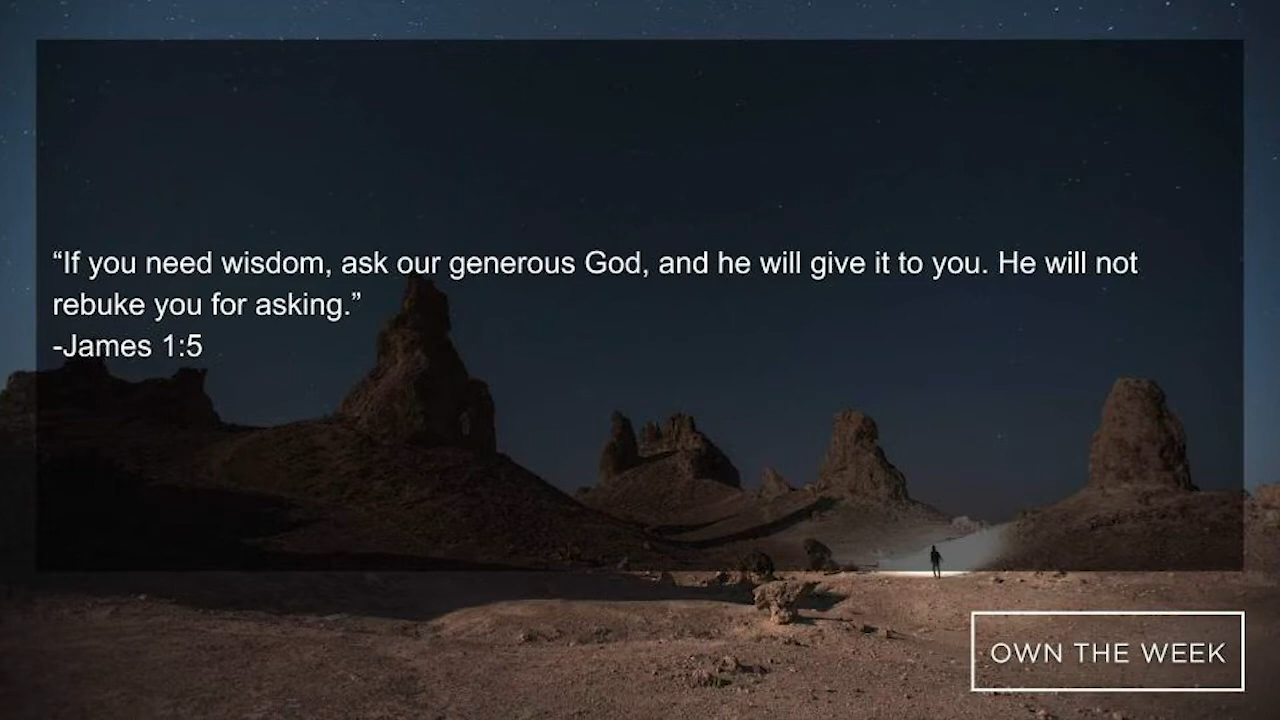 “If you need wisdom, ask our generous God, and he will give it to you. He will not
rebuke you for asking.”
-James 1:5
OWN THE WEEK